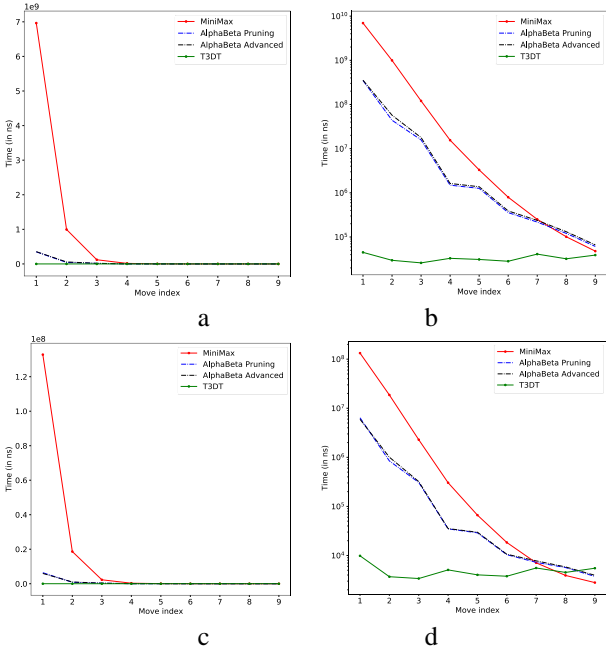 1e9
MiniMax
AlphaBeta Pruning
AlphaBeta Advanced
T3DT
7
6
5
4
3
2
1
0
Time (in ns)
1 2 3 4 5 6 7 8 9
Move index
a
MiniMax
AlphaBeta Pruning
AlphaBeta Advanced
T3DT
10^10
10^9
10^8
10^7
10^6
10^5
Time (in ns)
1 2 3 4 5 6 7 8 9
Move index
b
1e8
MiniMax
AlphaBeta Pruning
AlphaBeta Advanced
T3DT
1.2
1.0
0.8
0.6
0.4
0.2
0.0
Time (in ns)
1 2 3 4 5 6 7 8 9
Move index
c
MiniMax
AlphaBeta Pruning
AlphaBeta Advanced
T3DT
10^8
10^7
10^6
10^5
10^4
Time (in ns)
1 2 3 4 5 6 7 8 9
Move index
d